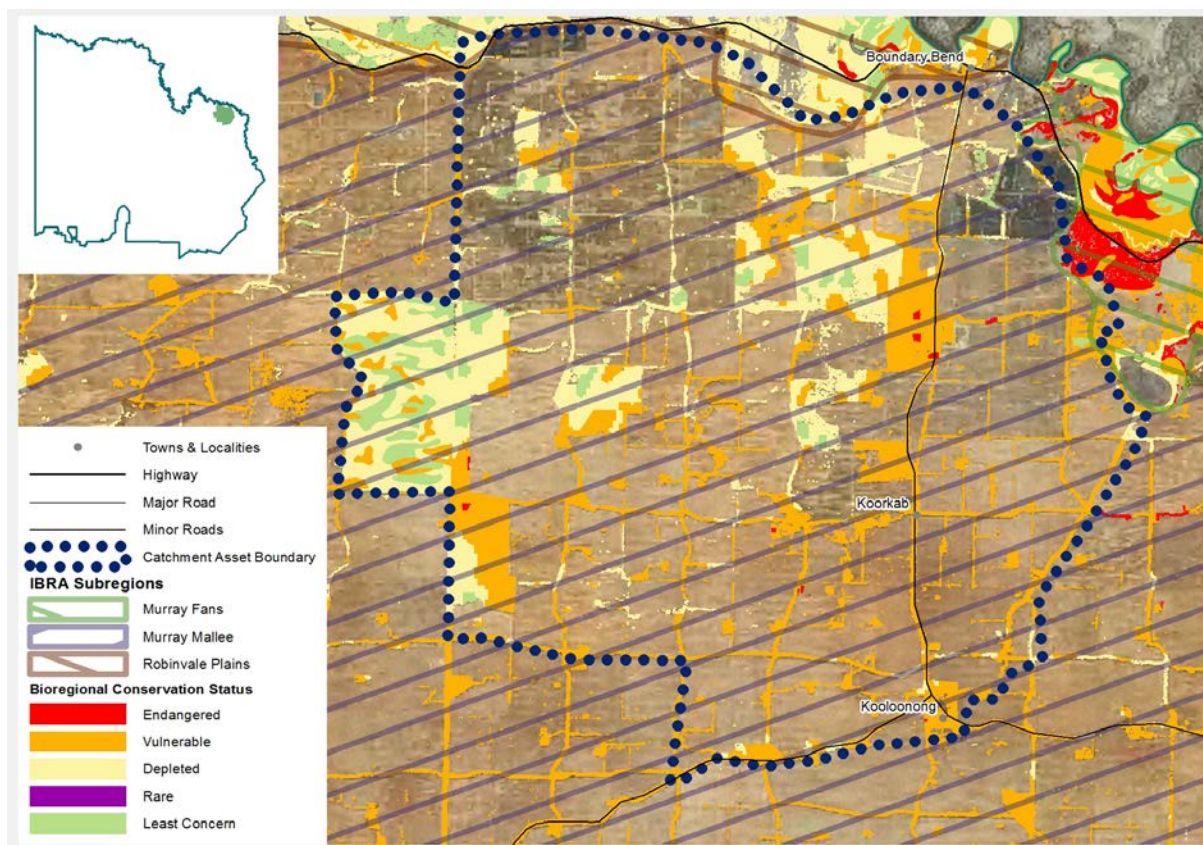 Boundary Bend
Koorkab
Kooloonong
Towns & Localities
Highway
Major Road
Minor Roads
Catchment Asset Boundary
IBRA Subregions
Murray Fans
Murray Mallee
Robinvale Plains
Bioregional Conservation Status
Endangered
Vulnerable
Depleted
Rare
Least Concern